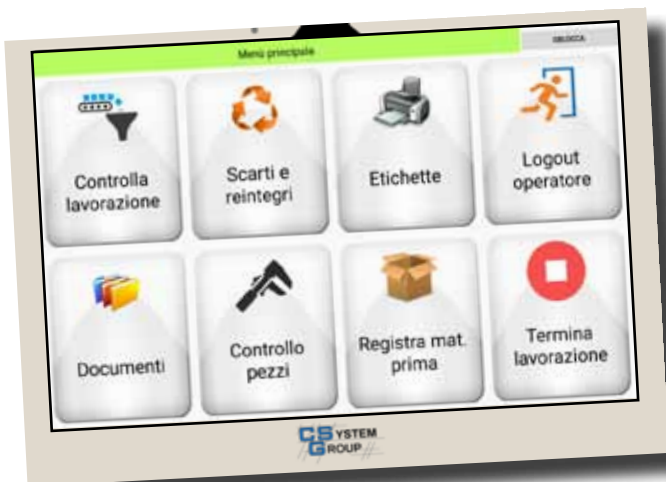 Menù principale
SBLOCCA
Controlla
lavorazione
Scarti e
reintegri
Etichette
Logout
operatore
Documenti
Controllo
pezzi
Registra mat.
prima
Termina
lavorazione
CSYSTEM
GROUP